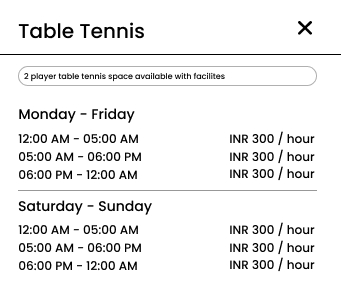 Table Tennis
2 player table tennis space available with facilites
Monday - Friday
12:00 AM - 05:00 AM INR 300 / hour
05:00 AM - 06:00 PM INR 300 / hour
06:00 PM - 12:00 AM INR 300 / hour
Saturday - Sunday
12:00 AM - 05:00 AM INR 300 / hour
05:00 AM - 06:00 PM INR 300 / hour
06:00 PM - 12:00 AM INR 300 / hour